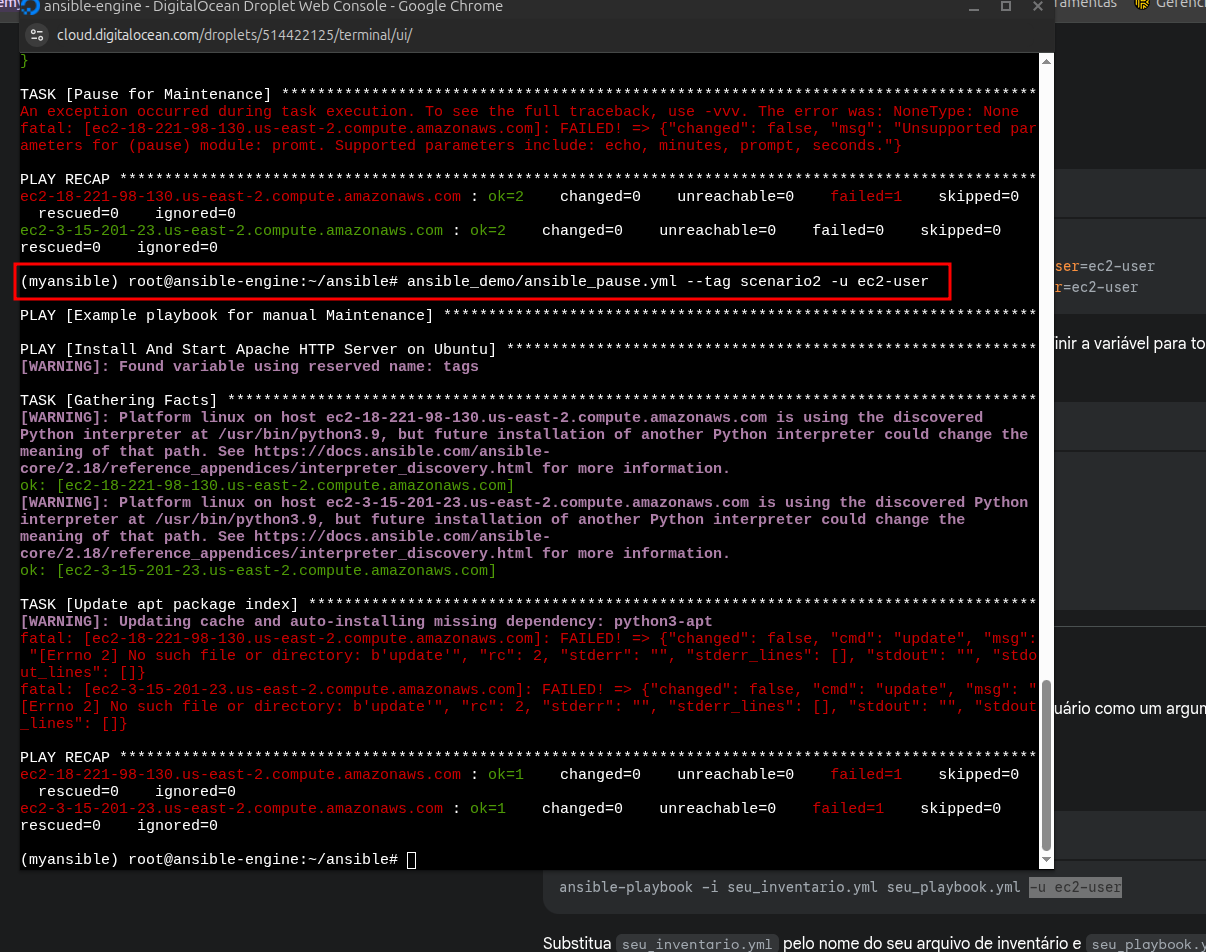 ansible-engine - DigitalOcean Droplet Web Console - Google Chrome
ramentas
cloud.digitalocean.com/droplets/514422125/terminal/ui/
}
TASK [Pause for Maintenance] ************************************************************************************
An exception occurred during task execution. To see the full traceback, use -vvv. The error was: NoneType: None
fatal: [ec2-18-221-98-130.us-east-2.compute.amazonaws.com]: FAILED! => {"changed": false, "msg": "Unsupported par
ameters for (pause) module: promt. Supported parameters include: echo, minutes, prompt, seconds."}
PLAY RECAP ******************************************************************************************************
ec2-18-221-98-130.us-east-2.compute.amazonaws.com : ok=2    changed=0    unreachable=0    failed=1    skipped=0
rescued=0    ignored=0
ec2-3-15-201-23.us-east-2.compute.amazonaws.com : ok=2    changed=0    unreachable=0    failed=0    skipped=0
rescued=0    ignored=0
(myansible) root@ansible-engine:~/ansible# ansible_demo/ansible_pause.yml --tag scenario2 -u ec2-user
PLAY [Example playbook for manual Maintenance] ******************************************************************
PLAY [Install And Start Apache HTTP Server on Ubuntu] ***********************************************************
[WARNING]: Found variable using reserved name: tags
TASK [Gathering Facts] ******************************************************************************************
[WARNING]: Platform linux on host ec2-18-221-98-130.us-east-2.compute.amazonaws.com is using the discovered
Python interpreter at /usr/bin/python3.9, but future installation of another Python interpreter could change the
meaning of that path. See https://docs.ansible.com/ansible-
core/2.18/reference_appendices/interpreter_discovery.html for more information.
ok: [ec2-18-221-98-130.us-east-2.compute.amazonaws.com]
[WARNING]: Platform linux on host ec2-3-15-201-23.us-east-2.compute.amazonaws.com is using the discovered Python
interpreter at /usr/bin/python3.9, but future installation of another Python interpreter could change the
meaning of that path. See https://docs.ansible.com/ansible-
core/2.18/reference_appendices/interpreter_discovery.html for more information.
ok: [ec2-3-15-201-23.us-east-2.compute.amazonaws.com]
TASK [Update apt package index] *********************************************************************************
[WARNING]: Updating cache and auto-installing missing dependency: python3-apt
fatal: [ec2-18-221-98-130.us-east-2.compute.amazonaws.com]: FAILED! => {"changed": false, "cmd": "update", "msg":
"[Errno 2] No such file or directory: b'update'", "rc": 2, "stderr": "", "stderr_lines": [], "stdout": "", "stdo
ut_lines": []}
fatal: [ec2-3-15-201-23.us-east-2.compute.amazonaws.com]: FAILED! => {"changed": false, "cmd": "update", "msg": "
[Errno 2] No such file or directory: b'update'", "rc": 2, "stderr": "", "stderr_lines": [], "stdout": "", "stdout
_lines": []}
PLAY RECAP ******************************************************************************************************
ec2-18-221-98-130.us-east-2.compute.amazonaws.com : ok=1    changed=0    unreachable=0    failed=1    skipped=0
rescued=0    ignored=0
ec2-3-15-201-23.us-east-2.compute.amazonaws.com : ok=1    changed=0    unreachable=0    failed=1    skipped=0
rescued=0    ignored=0
(myansible) root@ansible-engine:~/ansible#
ser=ec2-user
r=ec2-user
inir a variável para to
uário como um argum
ansible-playbook -i seu_inventario.yml seu_playbook.yml -u ec2-user
Substitua seu_inventario.yml pelo nome do seu arquivo de inventário e seu_playbook.y